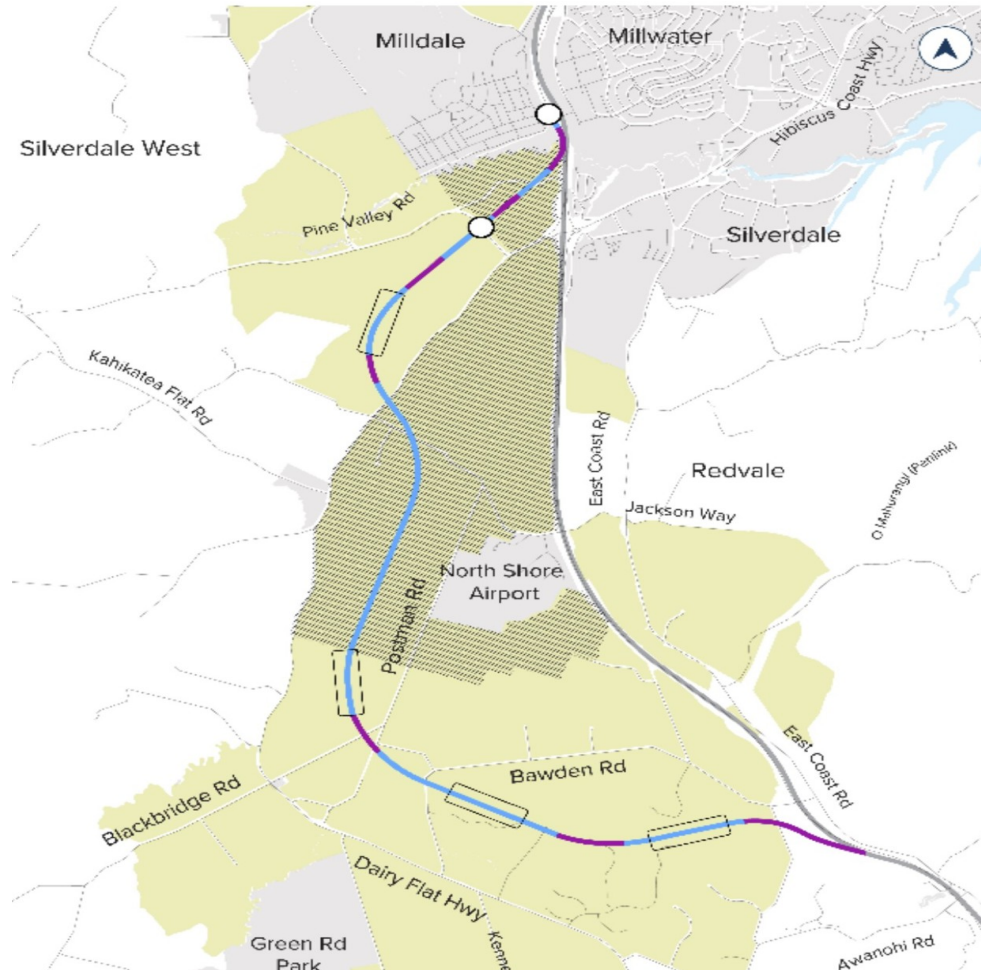 Milldale
Millwater
Hibiscus Coast Hwy
Silverdale West
Pine Valley Rd
Silverdale
Kahikatea Flat Rd
East Coast Rd
Redvale
O Mahurangi (Penlink)
Jackson Way
North Shore
Airport
Postman Rd
East Coast Rd
Bawden Rd
Blackbridge Rd
Dairy Flat Hwy
Green Rd
Park
Kenne
Awanohi Rd